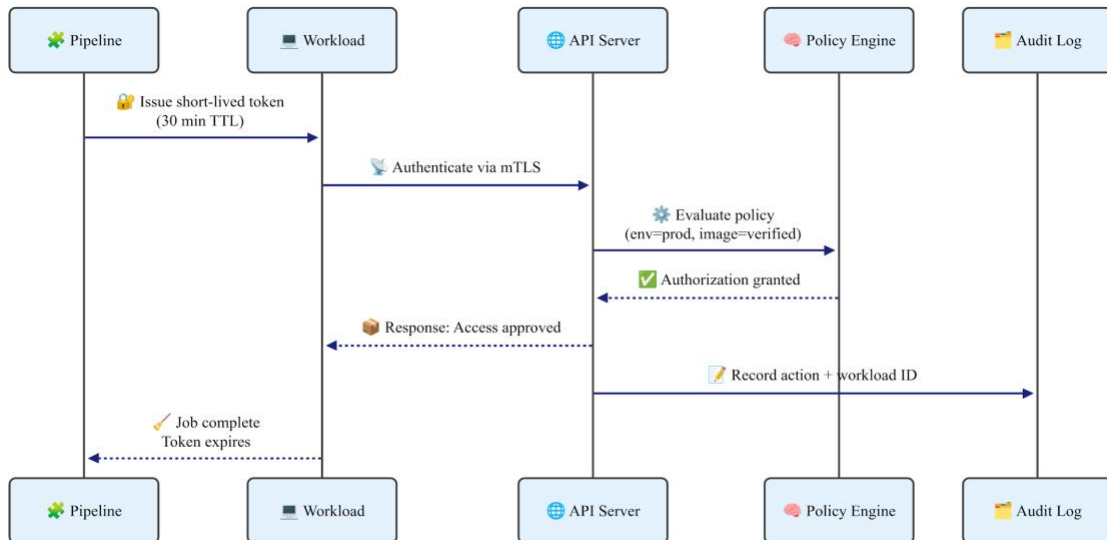 🧩 Pipeline
💻 Workload
🌐 API Server
🧠 Policy Engine
🗂️ Audit Log
🔐 Issue short-lived token
(30 min TTL)
📡 Authenticate via mTLS
⚙️ Evaluate policy
(env=prod, image=verified)
✅ Authorization granted
📦 Response: Access approved
📝 Record action + workload ID
🧹 Job complete
Token expires
🧩 Pipeline
💻 Workload
🌐 API Server
🧠 Policy Engine
🗂️ Audit Log